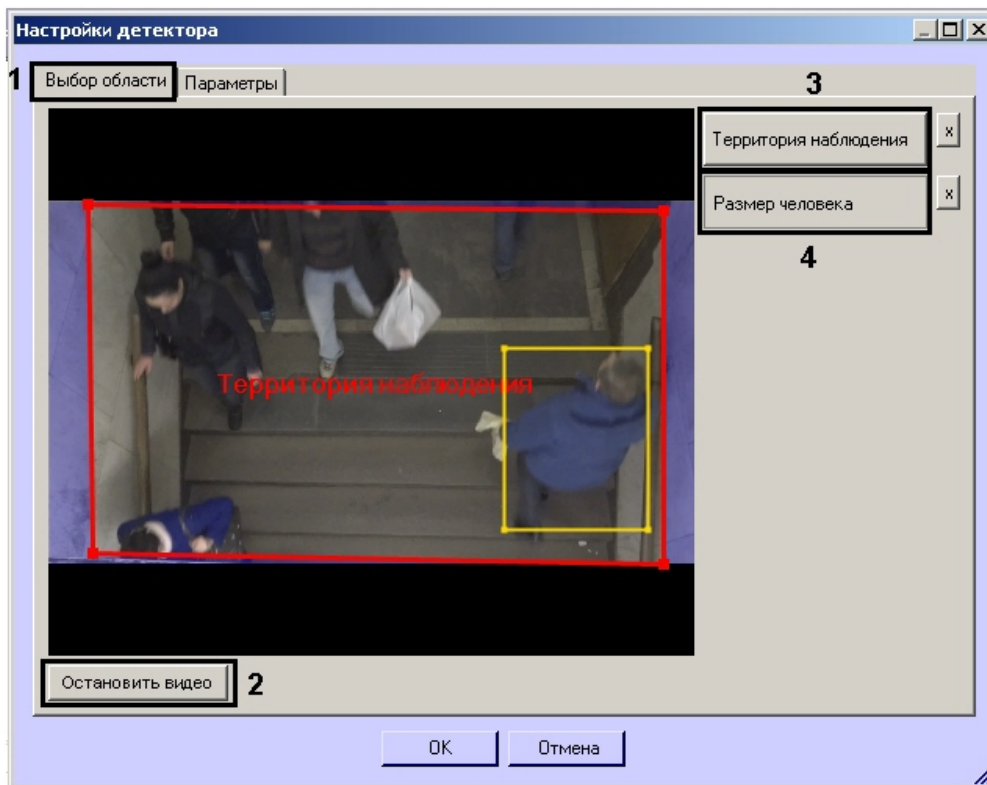 Настройки детектора
1
Выбор области
Параметры
3
Территория наблюдения
x
Размер человека
x
4
Территория наблюдения
Остановить видео
2
OK
Отмена